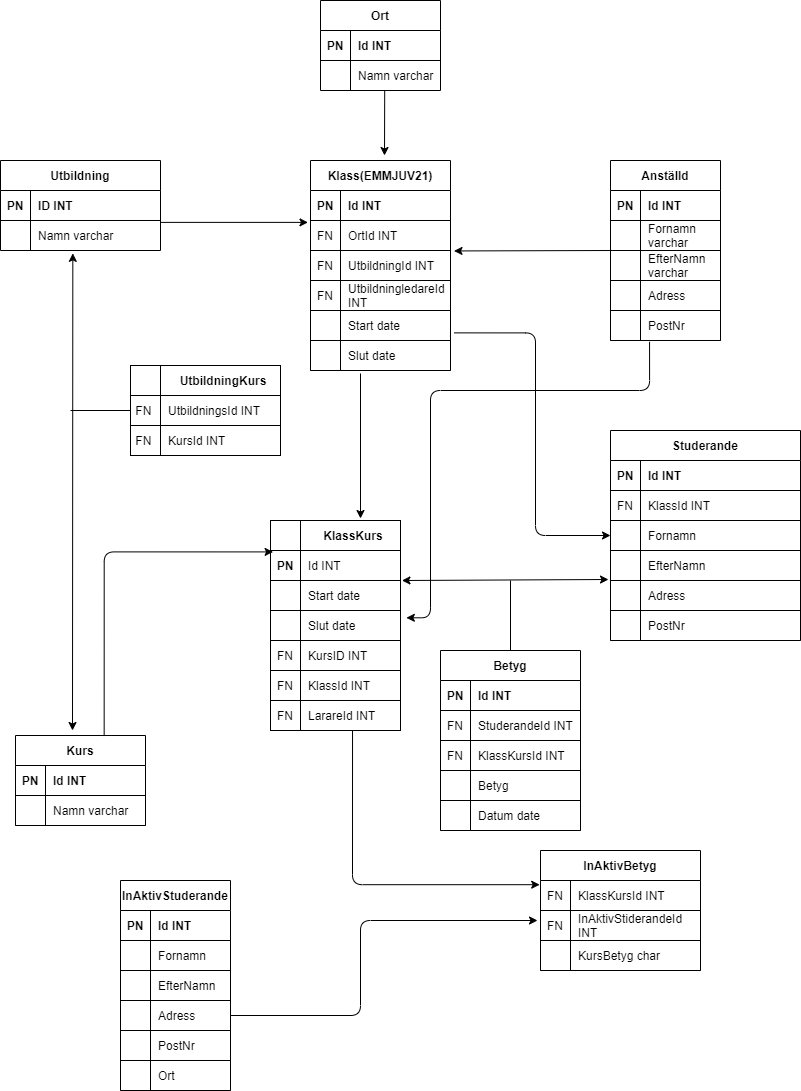 Ort
PN Id INT
Namn varchar
Utbildning
PN ID INT
Namn varchar
Klass(EMMJUV21)
PN Id INT
FN OrtId INT
FN UtbildningId INT
FN UtbildningledareId
INT
Start date
Slut date
Anställd
PN Id INT
Fornamn
varchar
EfterNamn
varchar
Adress
PostNr
UtbildningKurs
FN UtbildningsId INT
FN KursId INT
Studerande
PN Id INT
FN KlassId INT
Fornamn
EfterNamn
Adress
PostNr
KlassKurs
PN Id INT
Start date
Slut date
FN KursID INT
FN KlassId INT
FN LarareId INT
Betyg
PN Id INT
FN StuderandeId INT
FN KlassKursId INT
Betyg
Datum date
Kurs
PN Id INT
Namn varchar
InAktivStuderande
PN Id INT
Fornamn
EfterNamn
Adress
PostNr
Ort
InAktivBetyg
FN KlassKursId INT
FN InAktivStiderandeId
INT
KursBetyg char